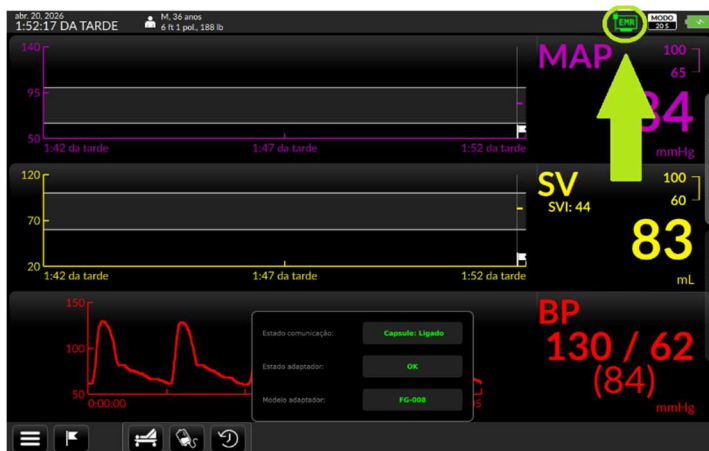 abr. 20, 2026
1:52:17 DA TARDE
M, 36 anos
6 ft 1 pol., 188 lb
EMR
MODO
20 S
140
95
50
1:42 da tarde
1:47 da tarde
1:52 da tarde
MAP
100
65
84
mmHg
120
70
20
1:42 da tarde
1:47 da tarde
1:52 da tarde
SV
SVI: 44
100
60
83
mL
150
100
50
0:00:00
BP
130 / 62
(84)
mmHg
Estado comunicação:
Capsule: Ligado
Estado adaptador:
OK
Modelo adaptador:
FG-008